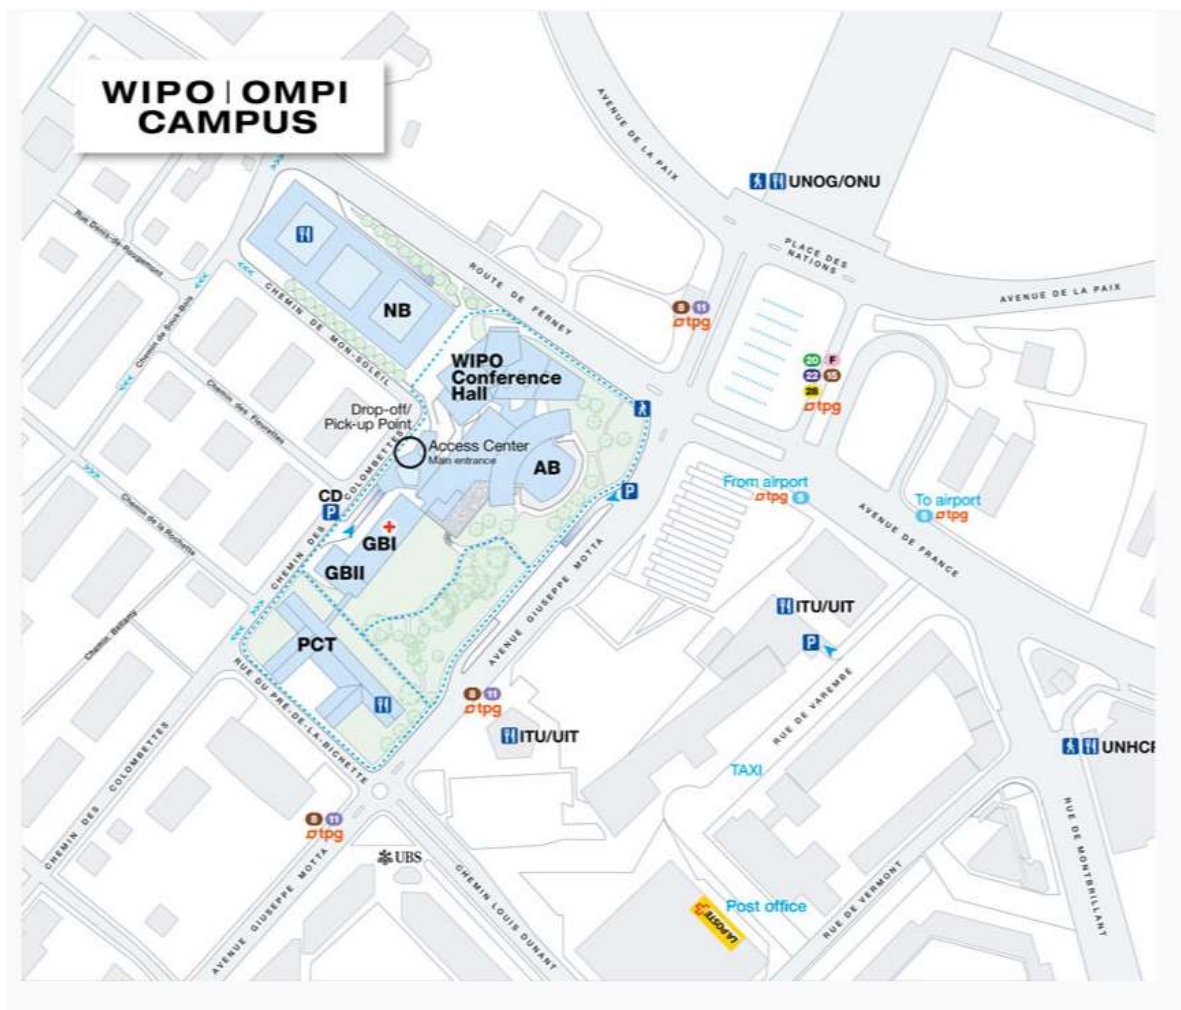 WIPO | OMPI
CAMPUS
AVENUE DE LA PAIX
UNOG/ONU
PLACE DES
NATIONS
AVENUE DE LA PAIX
Rue Denis-de-Rougemont
ROUTE DE FERNEY
CHEMIN DE MON-SOLEIL
Chemin de Sous-Bois
NB
8 11
tpg
WIPO
Conference
Hall
20 F
22 15
28
tpg
Chemin des Fleurettes
Drop-off/
Pick-up Point
Access Center
Main entrance
AB
P
From airport
tpg 5
To airport
5 tpg
AVENUE DE FRANCE
CD
P
CHEMIN DES COLOMBETTES
GBI
GBII
Chemin de la Rochette
AVENUE GIUSEPPE MOTTA
ITU/UIT
P
Chemin Bellamy
PCT
RUE DU PRÉ-DE-LA-BICHETTE
8 11
tpg
ITU/UIT
RUE DE VAREMBÉ
TAXI
UNHCR
CHEMIN DES COLOMBETTES
8 11
tpg
UBS
AVENUE GIUSEPPE MOTTA
CHEMIN LOUIS DUNANT
Post office
LA POSTE
RUE DE VERMONT
RUE DE MONTBRILLANT